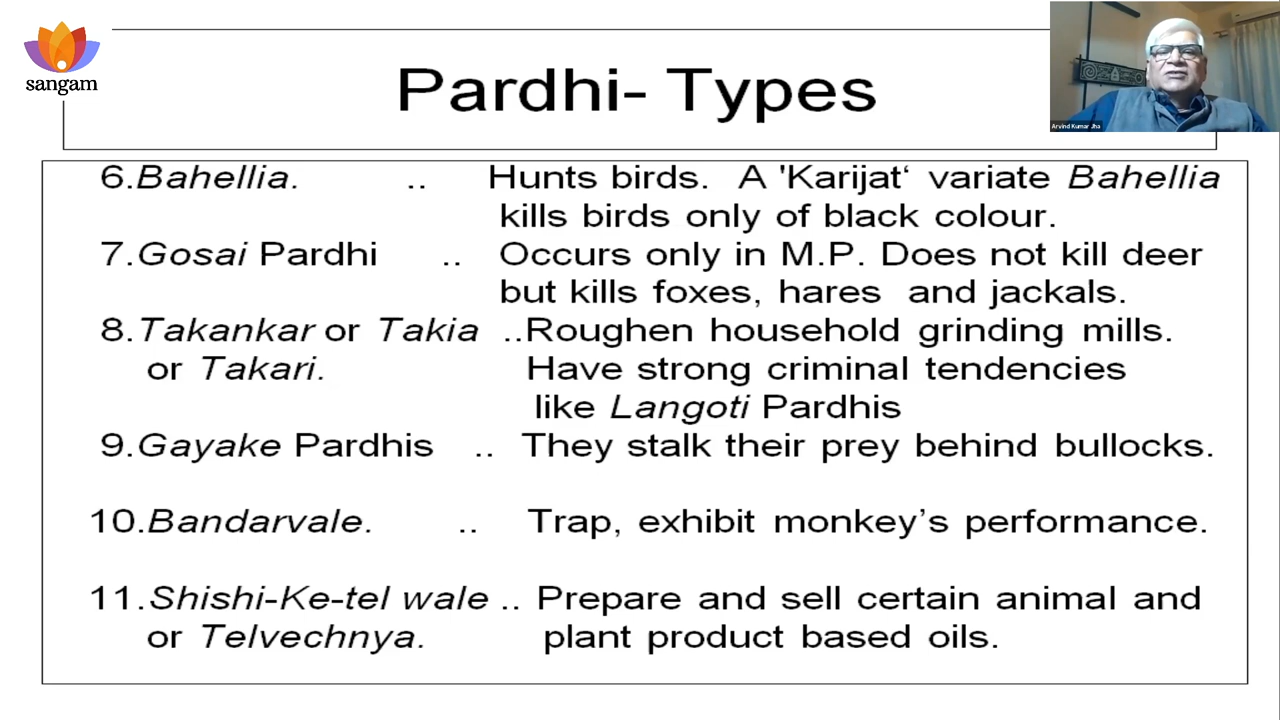 sangam
Pardhi- Types
Arvind Kumar Jha
6.Bahellia. .. Hunts birds. A 'Karijat‘ variate Bahellia
kills birds only of black colour.
7.Gosai Pardhi .. Occurs only in M.P. Does not kill deer
but kills foxes, hares and jackals.
8.Takankar or Takia ..Roughen household grinding mills.
or Takari. Have strong criminal tendencies
like Langoti Pardhis
9.Gayake Pardhis .. They stalk their prey behind bullocks.
10.Bandarvale. .. Trap, exhibit monkey’s performance.
11.Shishi-Ke-tel wale .. Prepare and sell certain animal and
or Telvechnya. plant product based oils.